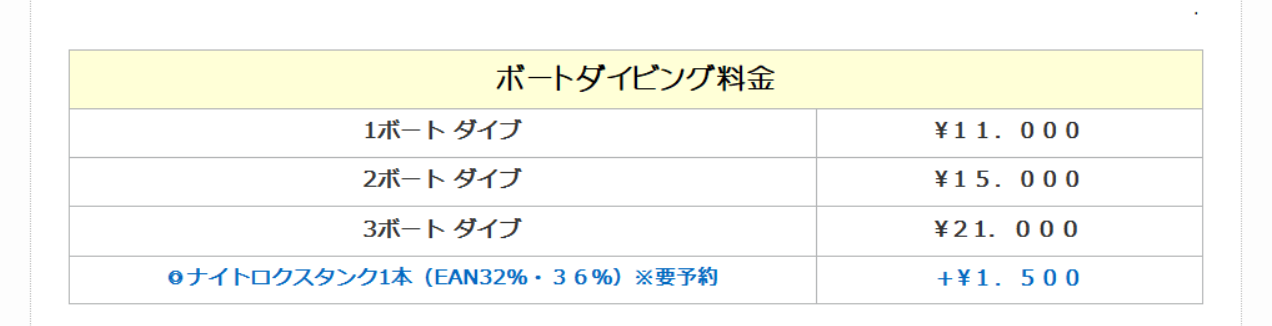 ボートダイビング料金
1ボート ダイブ ¥１１．０００
2ボート ダイブ ¥１５．０００
3ボート ダイブ ¥２１．０００
❶ナイトロクスタンク1本（EAN32%・３６%）※要予約 +¥１．５００